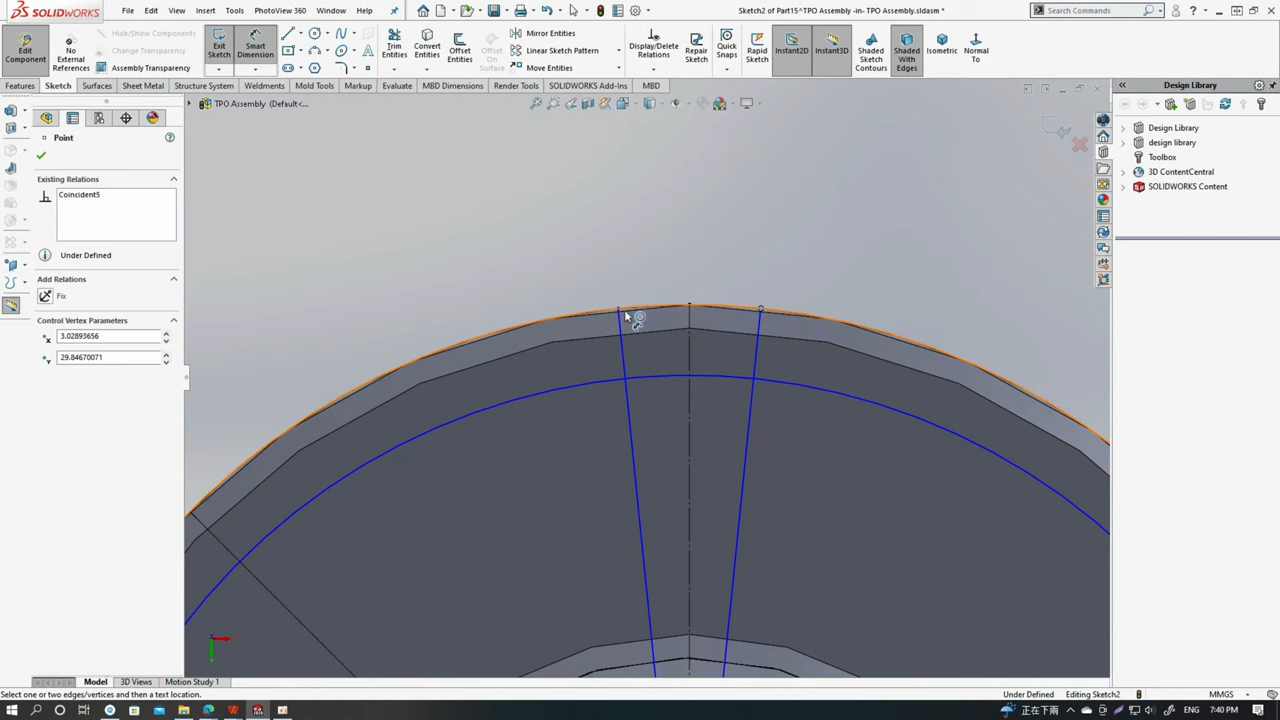 SOLIDWORKS
File
Edit
View
Insert
Tools
PhotoView 360
Window
Sketch2 of Part15^TPO Assembly -in- TPO Assembly.sldasm *
Search Commands
Edit Component
No External References
Hide/Show Components
Change Transparency
Assembly Transparency
Exit Sketch
Smart Dimension
Trim Entities
Convert Entities
Offset Entities
Offset On Surface
Mirror Entities
Linear Sketch Pattern
Move Entities
Display/Delete Relations
Repair Sketch
Quick Snaps
Rapid Sketch
Instant2D
Instant3D
Shaded Sketch Contours
Shaded With Edges
Isometric
Normal To
Features
Sketch
Surfaces
Sheet Metal
Structure System
Weldments
Mold Tools
Markup
Evaluate
MBD Dimensions
Render Tools
SOLIDWORKS Add-Ins
MBD
TPO Assembly (Default<...
Design Library
Design Library
design library
Toolbox
3D ContentCentral
SOLIDWORKS Content
Point
Existing Relations
Coincident5
Under Defined
Add Relations
Fix
Control Vertex Parameters
3.02893656
29.84670071
Model
3D Views
Motion Study 1
Select one or two edges/vertices and then a text location.
Under Defined
Editing Sketch2
MMGS
正在下雨
ENG
7:40 PM